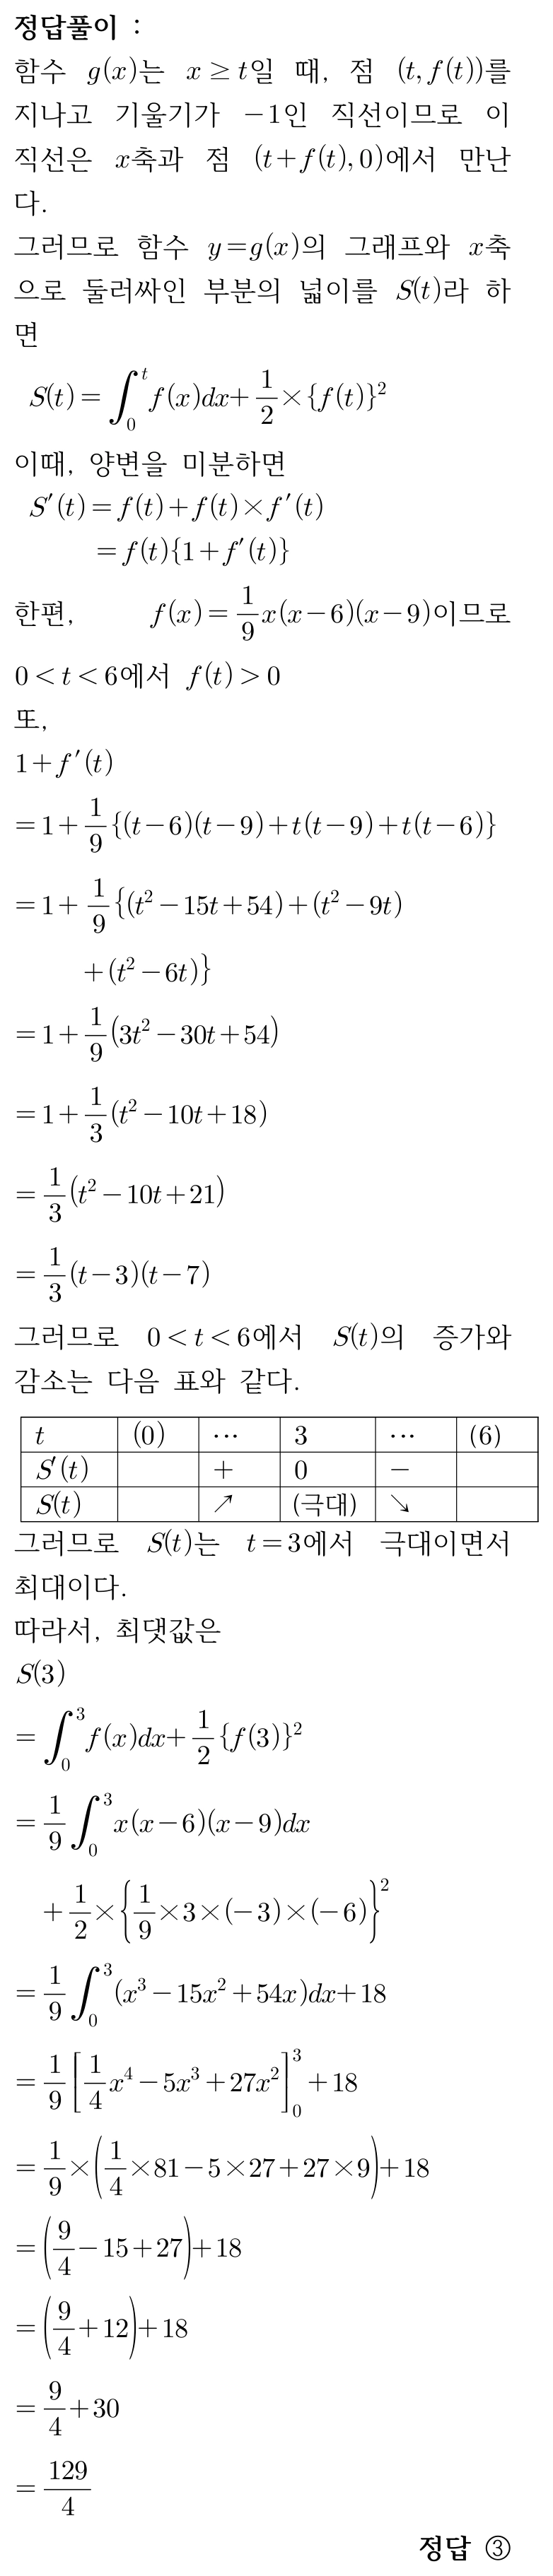 정답풀이 :
함수 g(x)는 x ≥ t일 때, 점 (t, f(t))를
지나고 기울기가 −1인 직선이므로 이
직선은 x축과 점 (t+f(t), 0)에서 만난
다.
그러므로 함수 y=g(x)의 그래프와 x축
으로 둘러싸인 부분의 넓이를 S(t)라 하
면
S(t) = ∫₀ᵗ f(x)dx + 1/2 × {f(t)}²
이때, 양변을 미분하면
S′(t) = f(t) + f(t) × f′(t)
= f(t){1+f′(t)}
한편, f(x) = 1/9 x(x−6)(x−9)이므로
0 < t < 6에서 f(t) > 0
또,
1+f′(t)
= 1 + 1/9 {(t−6)(t−9)+t(t−9)+t(t−6)}
= 1 + 1/9 {(t²−15t+54)+(t²−9t)
+(t²−6t)}
= 1 + 1/9 (3t²−30t+54)
= 1 + 1/3 (t²−10t+18)
= 1/3 (t²−10t+21)
= 1/3 (t−3)(t−7)
그러므로 0 < t < 6에서 S(t)의 증가와
감소는 다음 표와 같다.
t (0) ⋯ 3 ⋯ (6)
S′(t) + 0 −
S(t) ↗ (극대) ↘
그러므로 S(t)는 t = 3에서 극대이면서
최대이다.
따라서, 최댓값은
S(3)
= ∫₀³ f(x)dx + 1/2 {f(3)}²
= 1/9 ∫₀³ x(x−6)(x−9)dx
+ 1/2 × {1/9 × 3 × (−3) × (−6)}²
= 1/9 ∫₀³ (x³−15x²+54x)dx + 18
= 1/9 [1/4 x⁴ − 5x³ + 27x²]₀³ + 18
= 1/9 × (1/4 × 81 − 5 × 27 + 27 × 9) + 18
= (9/4 − 15 + 27) + 18
= (9/4 + 12) + 18
= 9/4 + 30
= 129/4
정답 ③